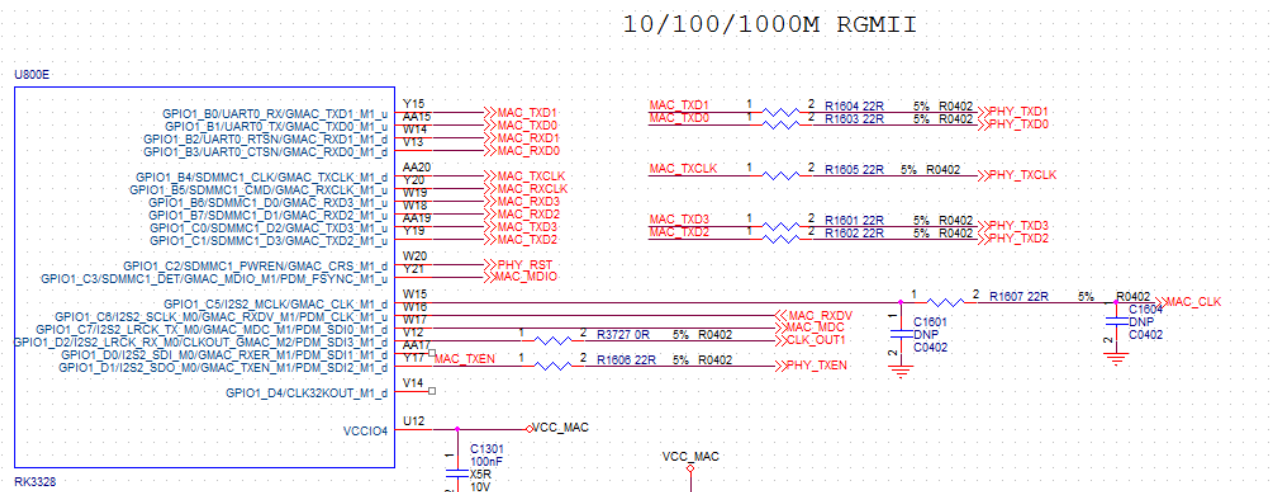 10/100/1000M RGMII
U800E
GPIO1_B0/UART0_RX/GMAC_TXD1_M1_u Y15 MAC_TXD1
GPIO1_B1/UART0_TX/GMAC_TXD0_M1_u AA15 MAC_TXD0
GPIO1_B2/UART0_RTSN/GMAC_RXD1_M1_d W14 MAC_RXD1
GPIO1_B3/UART0_CTSN/GMAC_RXD0_M1_d V13 MAC_RXD0
MAC_TXD1 1 2 R1604 22R 5% R0402 PHY_TXD1
MAC_TXD0 1 2 R1603 22R 5% R0402 PHY_TXD0
GPIO1_B4/SDMMC1_CLK/GMAC_TXCLK_M1_d AA20 MAC_TXCLK
GPIO1_B5/SDMMC1_CMD/GMAC_RXCLK_M1_u Y20 MAC_RXCLK
GPIO1_B6/SDMMC1_D0/GMAC_RXD3_M1_u W19 MAC_RXD3
GPIO1_B7/SDMMC1_D1/GMAC_RXD2_M1_u W18 MAC_RXD2
GPIO1_C0/SDMMC1_D2/GMAC_TXD3_M1_u AA19 MAC_TXD3
GPIO1_C1/SDMMC1_D3/GMAC_TXD2_M1_u Y19 MAC_TXD2
MAC_TXCLK 1 2 R1605 22R 5% R0402 PHY_TXCLK
MAC_TXD3 1 2 R1601 22R 5% R0402 PHY_TXD3
MAC_TXD2 1 2 R1602 22R 5% R0402 PHY_TXD2
GPIO1_C2/SDMMC1_PWREN/GMAC_CRS_M1_d W20 PHY_RST
GPIO1_C3/SDMMC1_DET/GMAC_MDIO_M1/PDM_FSYNC_M1_u Y21 MAC_MDIO
GPIO1_C5/I2S2_MCLK/GMAC_CLK_M1_d W15 1 2 R1607 22R 5% R0402 MAC_CLK
GPIO1_C6/I2S2_SCLK_M0/GMAC_RXDV_M1/PDM_CLK_M1_d W16 MAC_RXDV
GPIO1_C7/I2S2_LRCK_TX_M0/GMAC_MDC_M1/PDM_SDI0_M1_d W17 MAC_MDC
GPIO1_D2/I2S2_LRCK_RX_M0/CLKOUT_GMAC_M2/PDM_SDI3_M1_d V12 1 2 R3727 0R 5% R0402 CLK_OUT1
GPIO1_D0/I2S2_SDI_M0/GMAC_RXER_M1/PDM_SDI1_M1_d AA17
GPIO1_D1/I2S2_SDO_M0/GMAC_TXEN_M1/PDM_SDI2_M1_d Y17 MAC_TXEN 1 2 R1606 22R 5% R0402 PHY_TXEN
1
C1601
DNP
C0402
2
1
C1604
DNP
C0402
2
GPIO1_D4/CLK32KOUT_M1_d V14
VCCIO4 U12 VCC_MAC
1
C1301
100nF
X5R
10V
2
VCC_MAC
RK3328